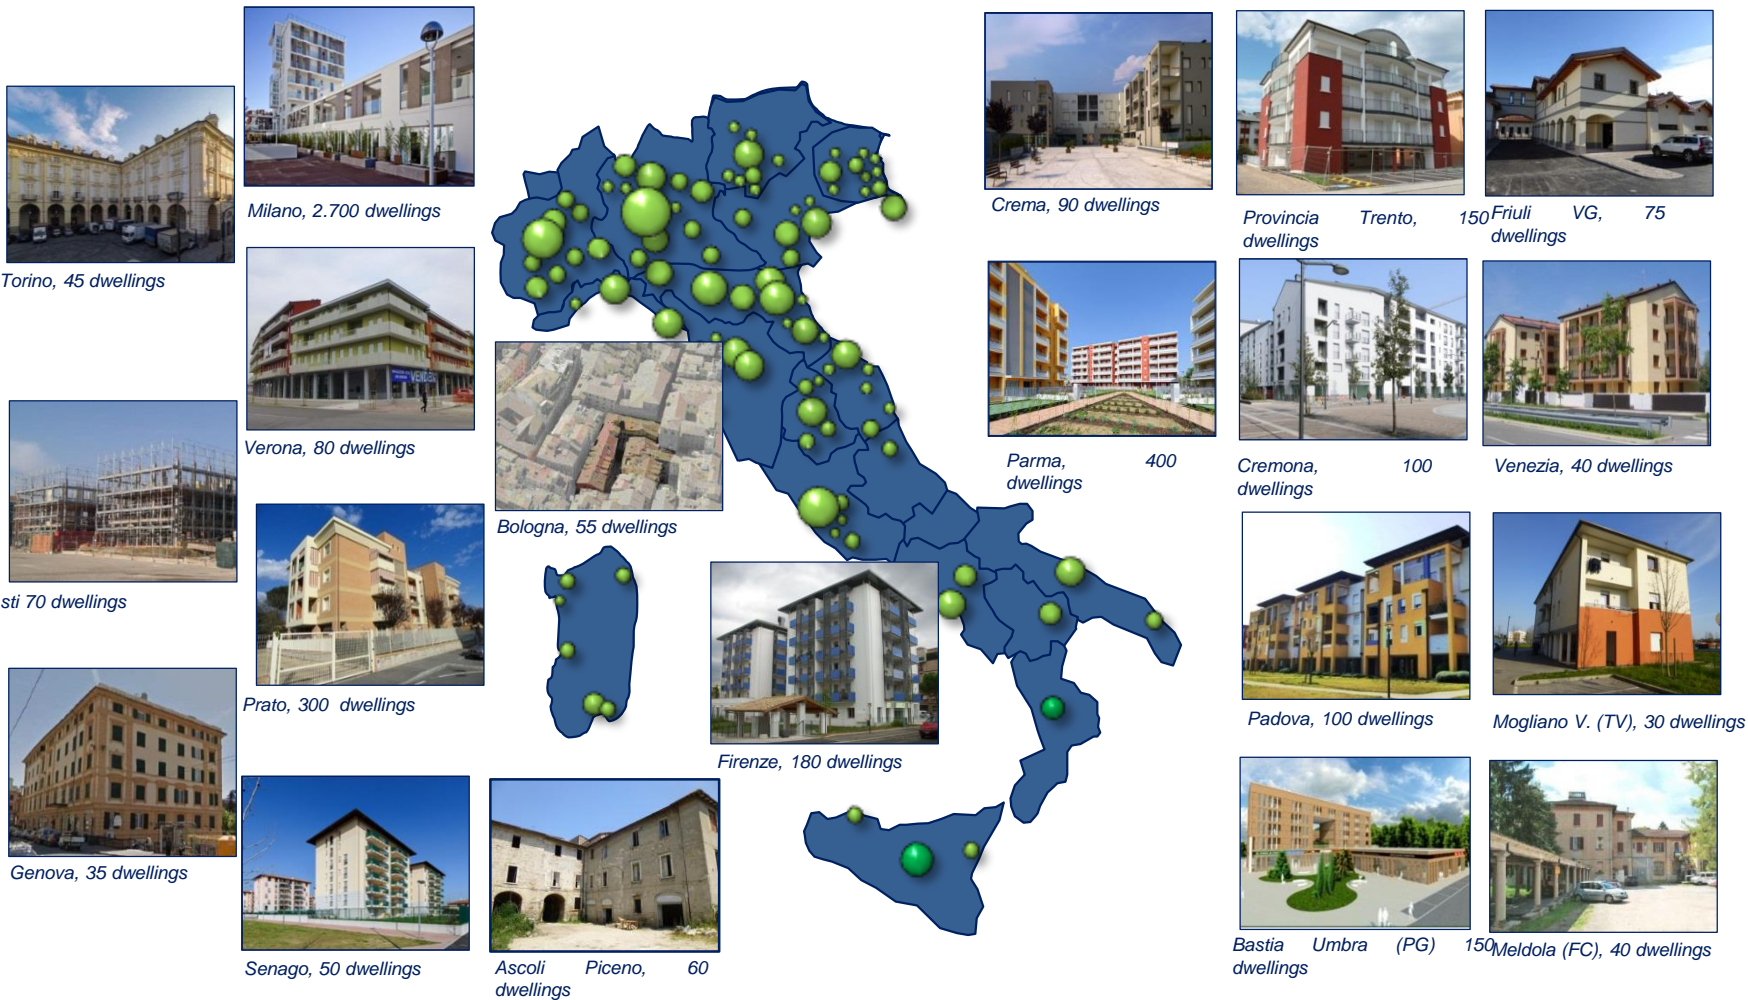 Milano, 2.700 dwellings
Torino, 45 dwellings
VENDESI
Verona, 80 dwellings
sti 70 dwellings
Prato, 300 dwellings
Genova, 35 dwellings
Senago, 50 dwellings
Bologna, 55 dwellings
Firenze, 180 dwellings
Ascoli Piceno, 60
dwellings
Crema, 90 dwellings
Provincia Trento, 150
dwellings
Friuli VG, 75
dwellings
Parma, 400
dwellings
Cremona, 100
dwellings
Venezia, 40 dwellings
Padova, 100 dwellings
Mogliano V. (TV), 30 dwellings
Bastia Umbra (PG) 150
dwellings
Meldola (FC), 40 dwellings